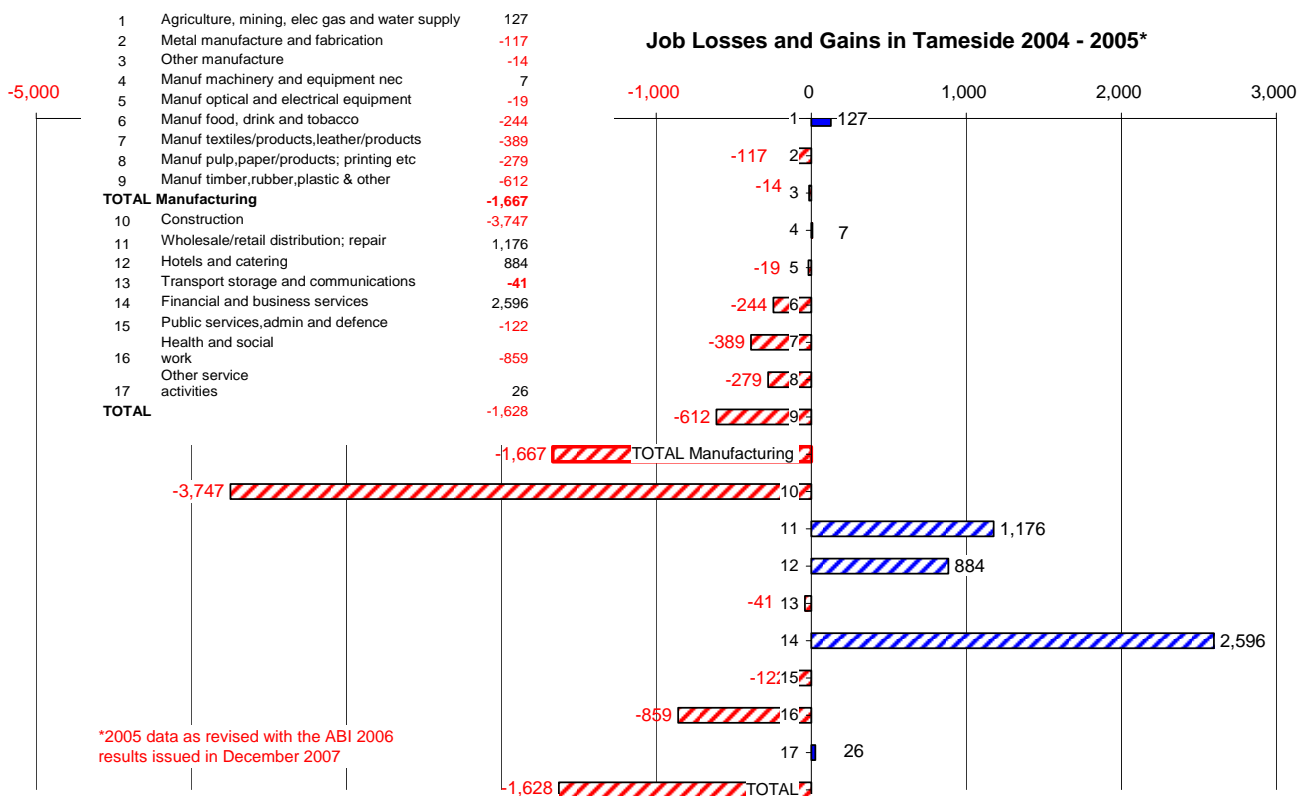 1 Agriculture, mining, elec gas and water supply 127
2 Metal manufacture and fabrication -117
3 Other manufacture -14
4 Manuf machinery and equipment nec 7
5 Manuf optical and electrical equipment -19
6 Manuf food, drink and tobacco -244
7 Manuf textiles/products,leather/products -389
8 Manuf pulp,paper/products; printing etc -279
9 Manuf timber,rubber,plastic & other -612
TOTAL Manufacturing -1,667
10 Construction -3,747
11 Wholesale/retail distribution; repair 1,176
12 Hotels and catering 884
13 Transport storage and communications -41
14 Financial and business services 2,596
15 Public services,admin and defence -122
Health and social
16 work -859
Other service
17 activities 26
TOTAL -1,628
Job Losses and Gains in Tameside 2004 - 2005*
-5,000 -1,000 0 1,000 2,000 3,000
1 127
-117 2
-14 3
4 7
-19 5
-244 6
-389 7
-279 8
-612 9
-1,667 TOTAL Manufacturing
-3,747 10
11 1,176
12 884
-41 13
14 2,596
-122 15
-859 16
17 26
-1,628 TOTAL
*2005 data as revised with the ABI 2006
results issued in December 2007